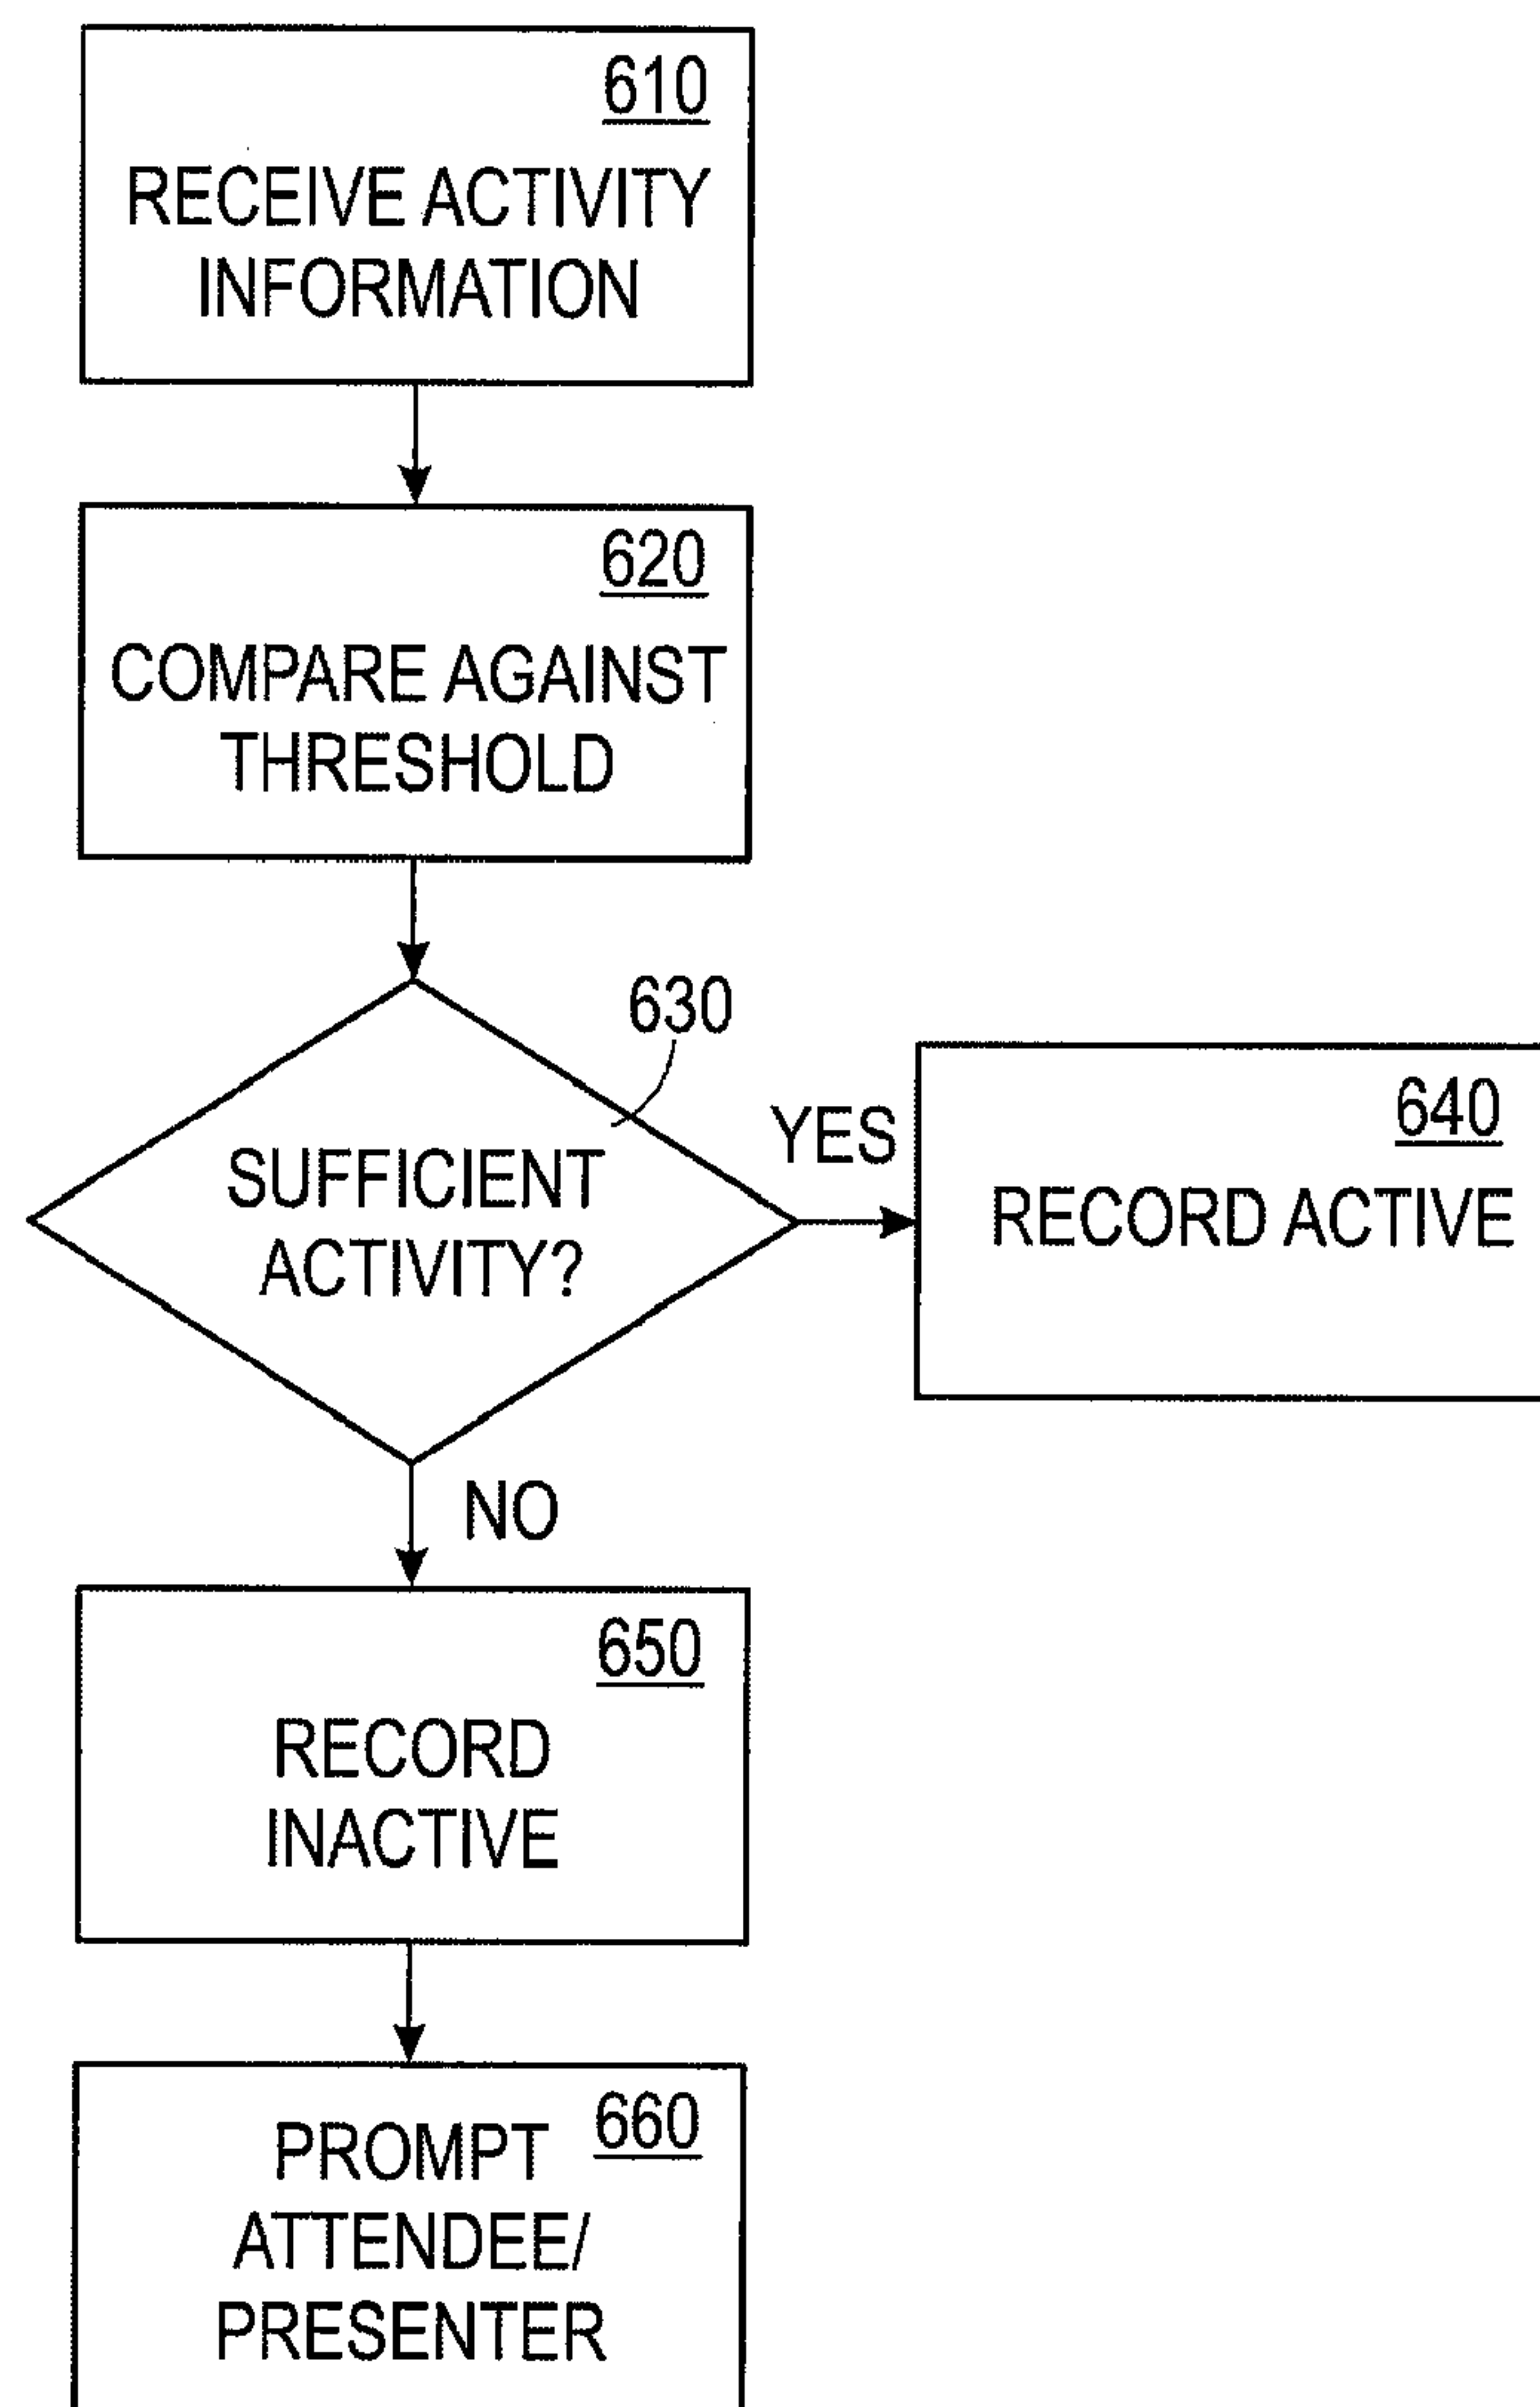 610
RECEIVE ACTIVITY
INFORMATION
620
COMPARE AGAINST
THRESHOLD
630
SUFFICIENT
ACTIVITY?
YES
640
RECORD ACTIVE
NO
650
RECORD
INACTIVE
660
PROMPT
ATTENDEE/
PRESENTER